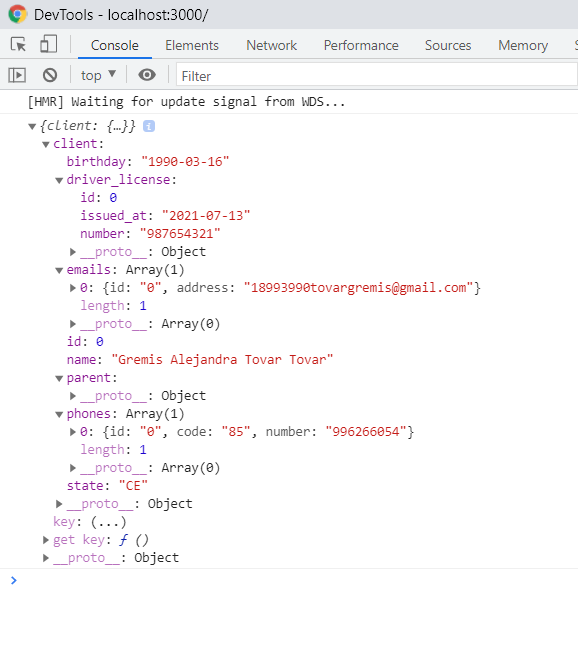 DevTools - localhost:3000/
Console Elements Network Performance Sources Memory
top ▼ Filter
[HMR] Waiting for update signal from WDS...
▼{client: {…}} i
▼client:
birthday: "1990-03-16"
▼driver_license:
id: 0
issued_at: "2021-07-13"
number: "987654321"
▶__proto__: Object
▼emails: Array(1)
▶0: {id: "0", address: "18993990tovargremis@gmail.com"}
length: 1
▶__proto__: Array(0)
id: 0
name: "Gremis Alejandra Tovar Tovar"
▼parent:
▶__proto__: Object
▼phones: Array(1)
▶0: {id: "0", code: "85", number: "996266054"}
length: 1
▶__proto__: Array(0)
state: "CE"
▶__proto__: Object
key: (...)
▶get key: ƒ ()
▶__proto__: Object
>